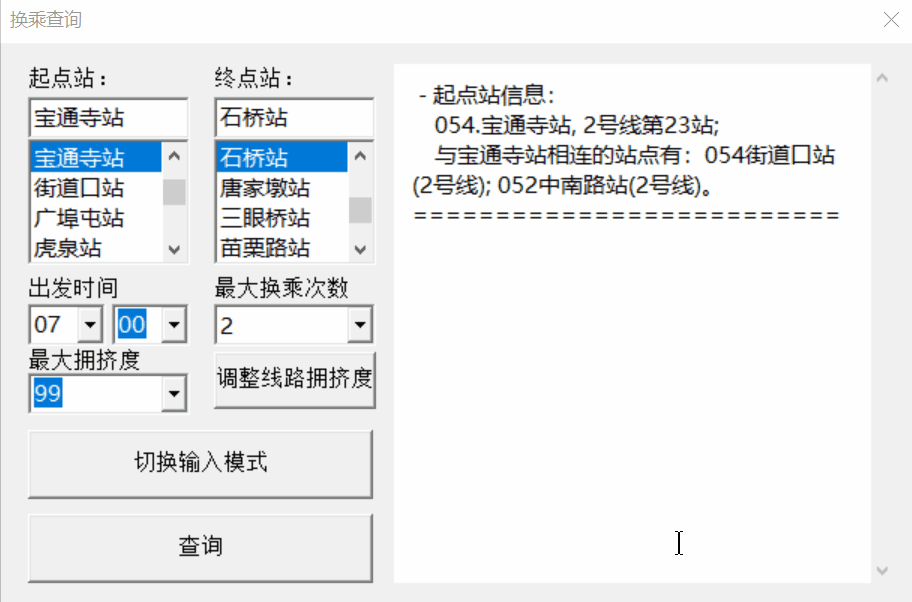 换乘查询
起点站：
终点站：
宝通寺站
石桥站
宝通寺站
街道口站
广埠屯站
虎泉站
石桥站
唐家墩站
三眼桥站
苗栗路站
出发时间
最大换乘次数
07
00
2
最大拥挤度
99
调整线路拥挤度
切换输入模式
查询
- 起点站信息：
054.宝通寺站, 2号线第23站;
与宝通寺站相连的站点有：054街道口站
(2号线); 052中南路站(2号线)。
==========================